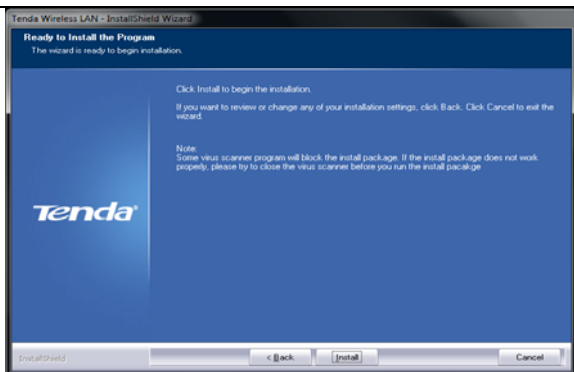 Tenda Wireless LAN - InstallShield Wizard
Ready to Install the Program
The wizard is ready to begin installation.
Click Install to begin the installation.
If you want to review or change any of your installation settings, click Back. Click Cancel to exit the
wizard.
Note:
Some virus scanner program will block the install package. If the install package does not work
properly, please try to close the virus scanner before you run the install pacakge
Tenda
InstallShield
< Back
Install
Cancel